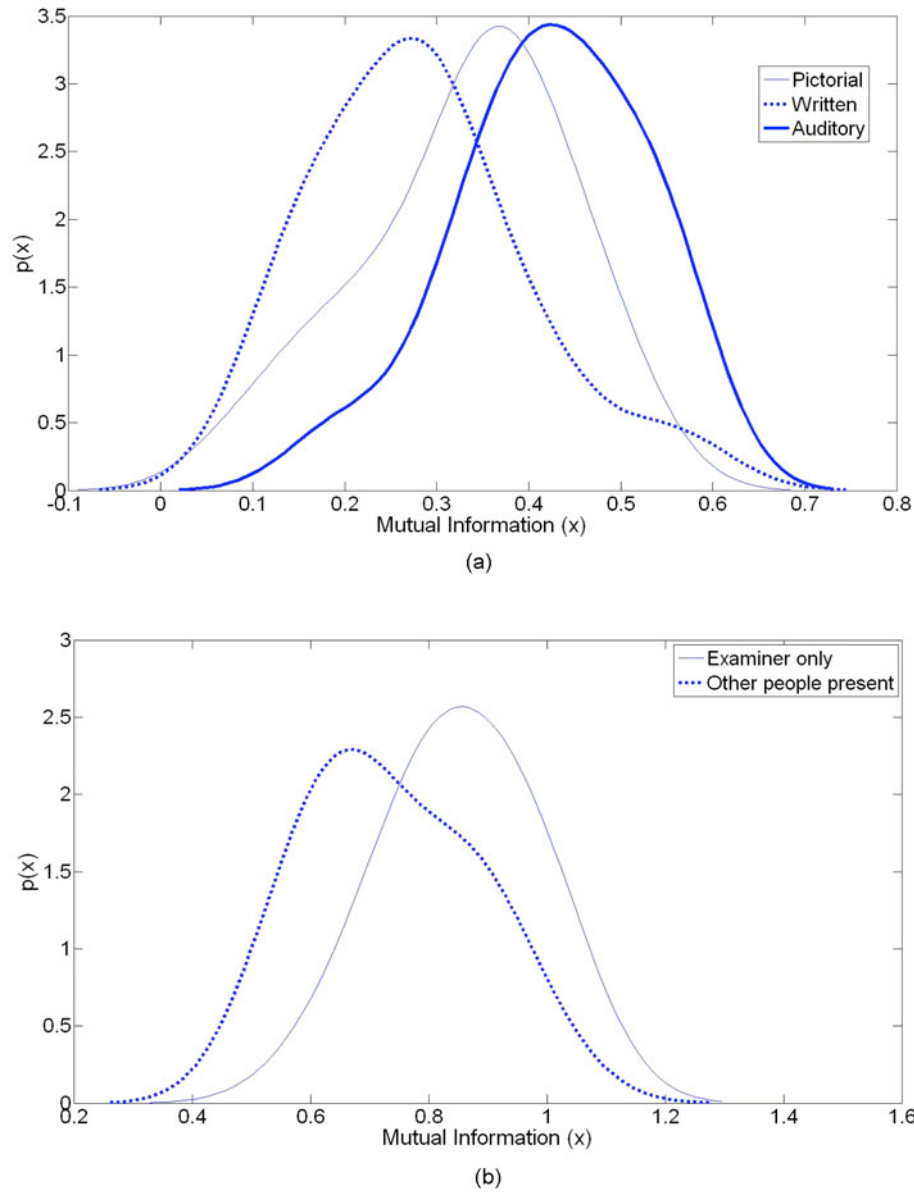 3.5
3
2.5
2
1.5
1
0.5
0
p(x)
Pictorial
Written
Auditory
-0.1 0 0.1 0.2 0.3 0.4 0.5 0.6 0.7 0.8
Mutual Information (x)
(a)
3
2.5
2
1.5
1
0.5
0
p(x)
Examiner only
Other people present
0.2 0.4 0.6 0.8 1 1.2 1.4 1.6
Mutual Information (x)
(b)